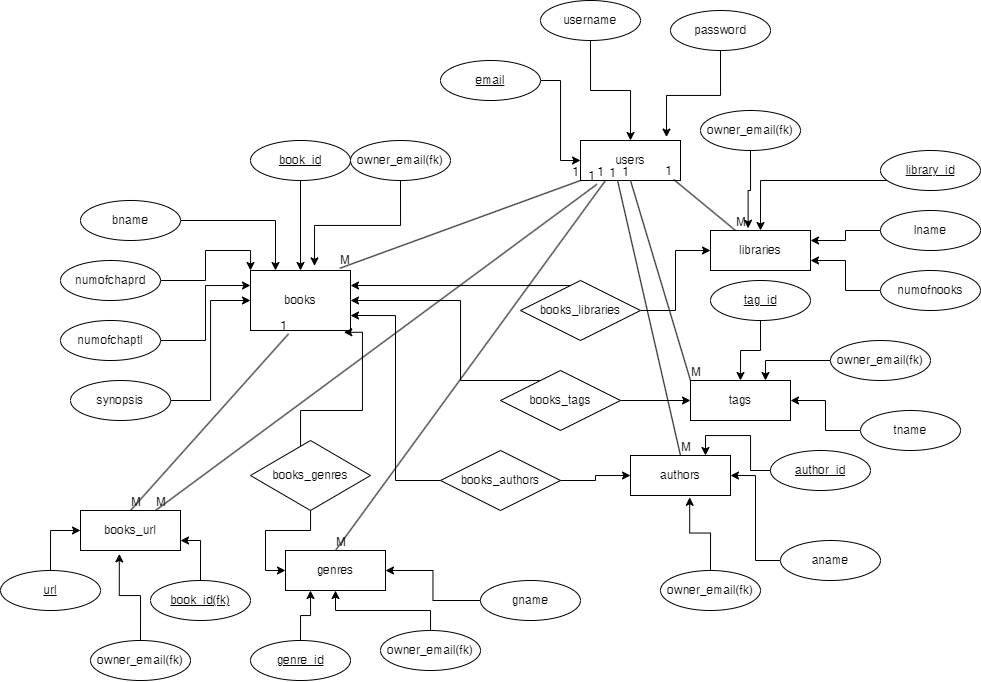 username
password
email
owner_email(fk)
users
book_id
owner_email(fk)
library_id
1
1
1
1
1
1
bname
M
lname
libraries
M
numofchaprd
books
tag_id
numofnooks
books_libraries
1
numofchaptl
owner_email(fk)
M
synopsis
books_tags
tags
tname
M
books_genres
books_authors
authors
author_id
M
M
books_url
M
aname
url
book_id(fk)
genres
gname
owner_email(fk)
owner_email(fk)
genre_id
owner_email(fk)